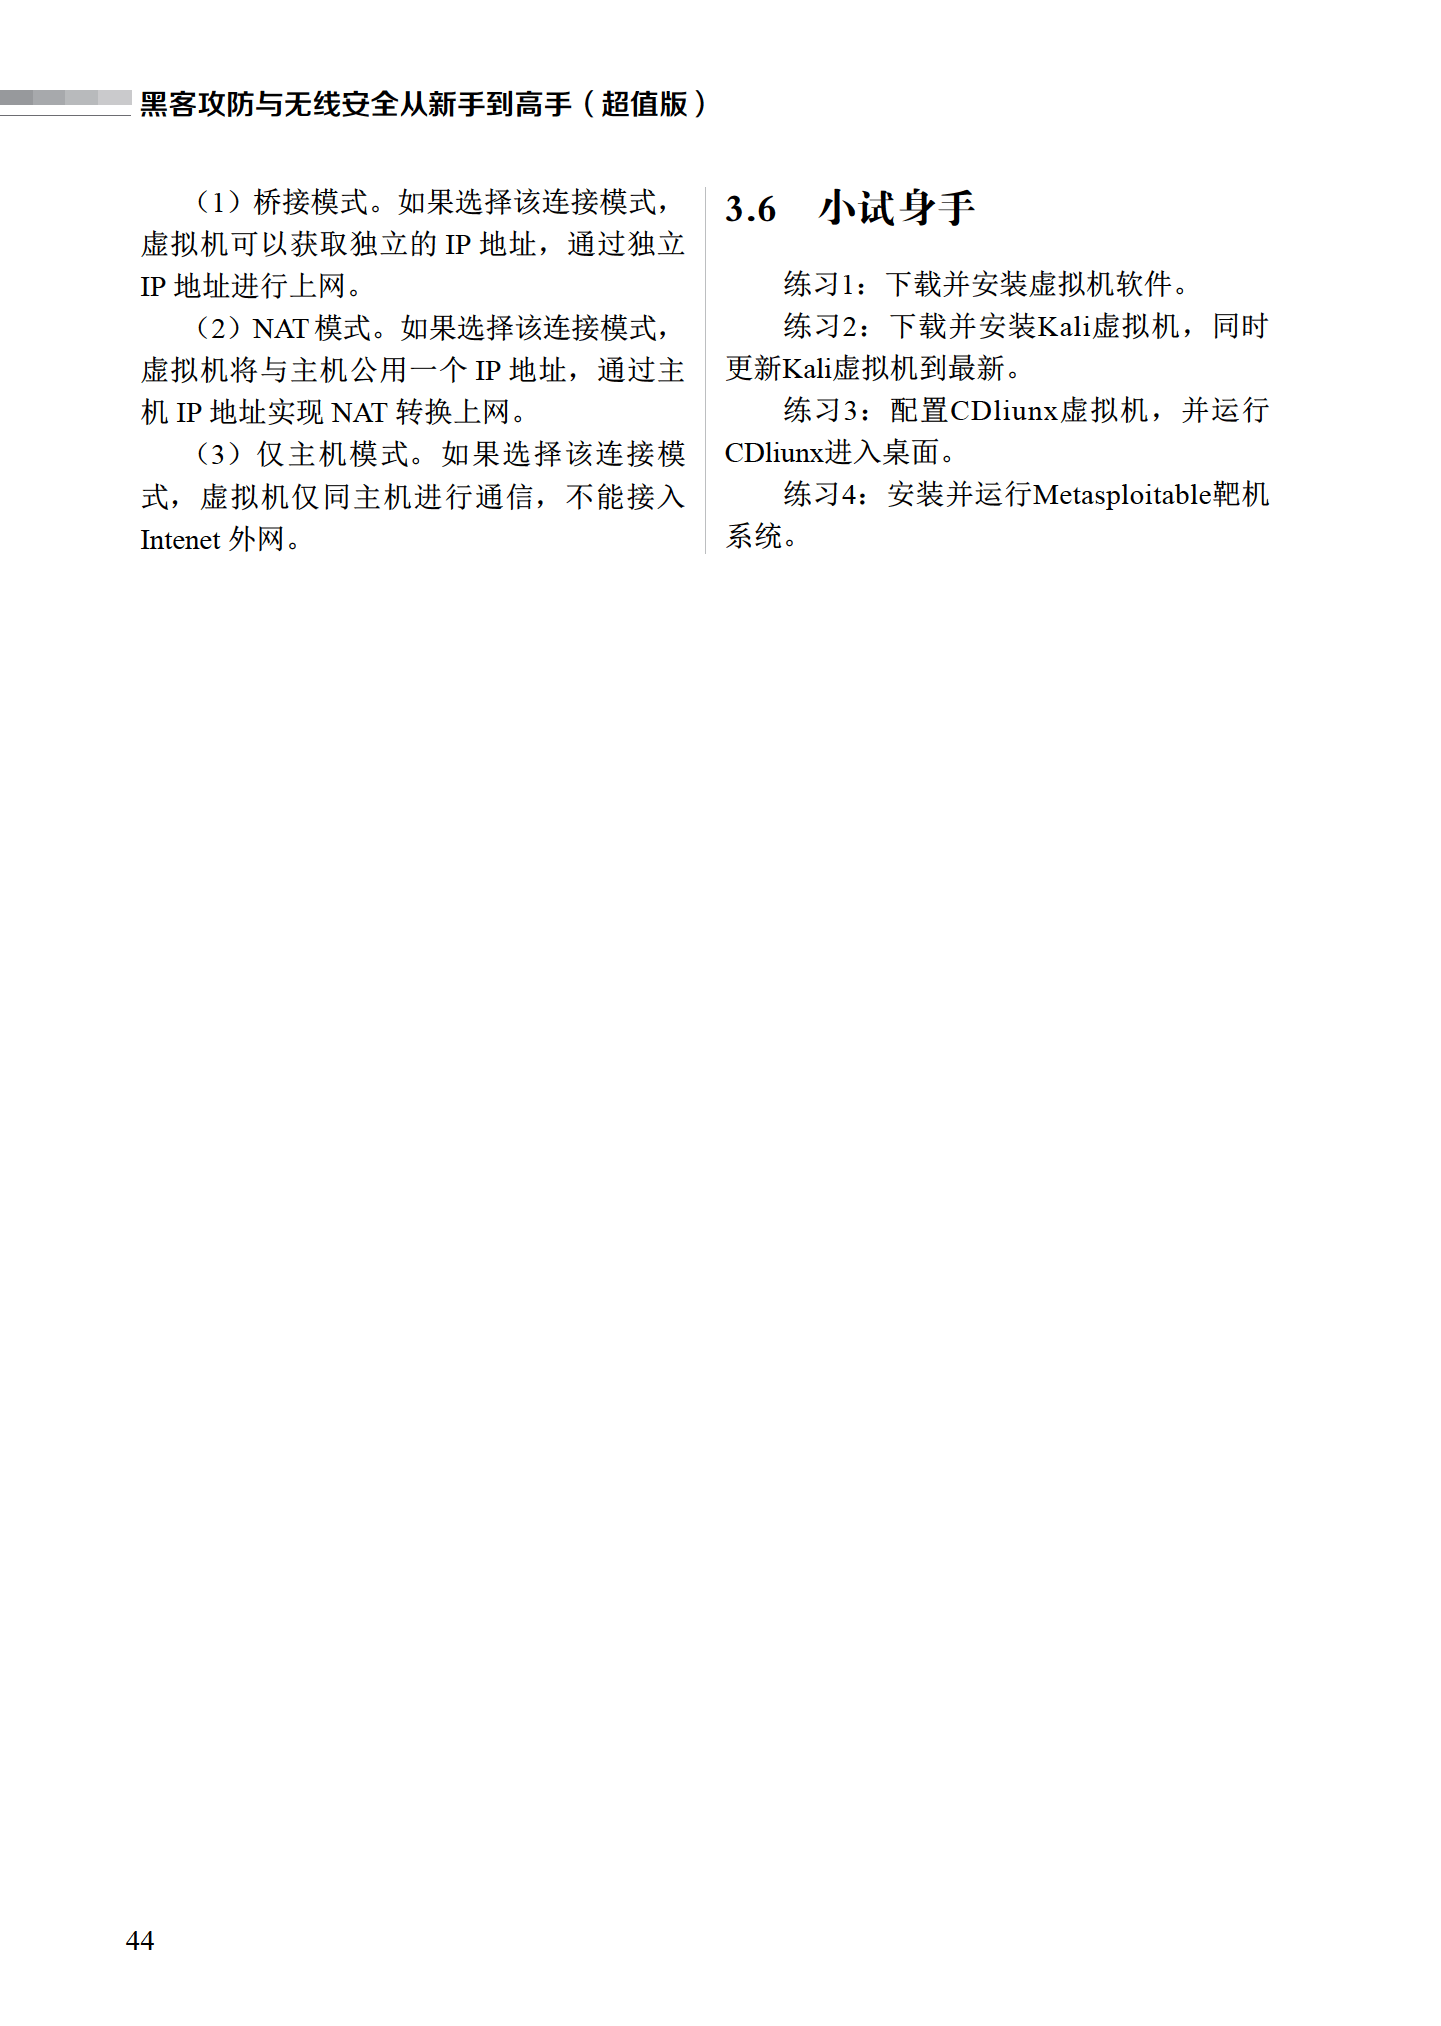 黑客攻防与无线安全从新手到高手（超值版）
（1）桥接模式。如果选择该连接模式，
虚拟机可以获取独立的 IP 地址，通过独立
IP 地址进行上网。
（2）NAT 模式。如果选择该连接模式，
虚拟机将与主机公用一个 IP 地址，通过主
机 IP 地址实现 NAT 转换上网。
（3）仅主机模式。如果选择该连接模
式，虚拟机仅同主机进行通信，不能接入
Intenet 外网。
3.6 小试身手
练习1：下载并安装虚拟机软件。
练习2：下载并安装Kali虚拟机，同时
更新Kali虚拟机到最新。
练习3：配置CDliunx虚拟机，并运行
CDliunx进入桌面。
练习4：安装并运行Metasploitable靶机
系统。
44